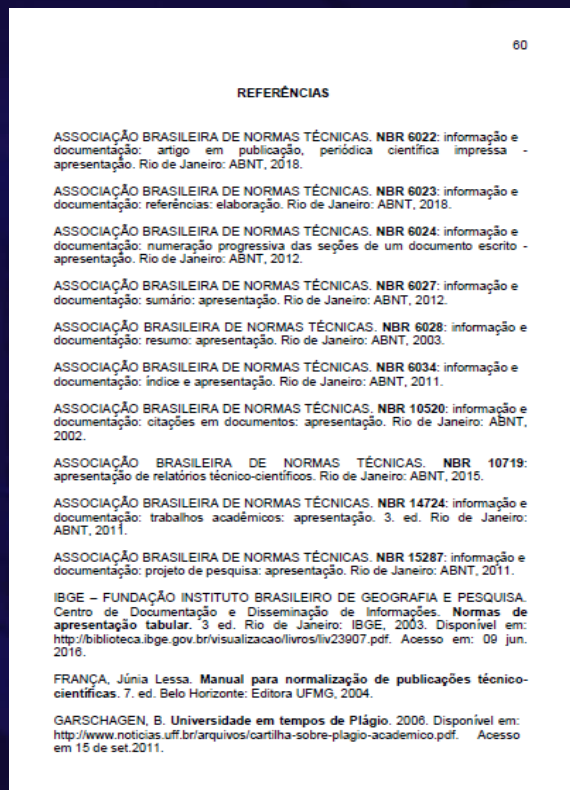 60
REFERÊNCIAS
ASSOCIAÇÃO BRASILEIRA DE NORMAS TÉCNICAS. NBR 6022: informação e
documentação: artigo em publicação, periódica científica impressa -
apresentação. Rio de Janeiro: ABNT, 2018.
ASSOCIAÇÃO BRASILEIRA DE NORMAS TÉCNICAS. NBR 6023: informação e
documentação: referências: elaboração. Rio de Janeiro: ABNT, 2018.
ASSOCIAÇÃO BRASILEIRA DE NORMAS TÉCNICAS. NBR 6024: informação e
documentação: numeração progressiva das seções de um documento escrito -
apresentação. Rio de Janeiro: ABNT, 2012.
ASSOCIAÇÃO BRASILEIRA DE NORMAS TÉCNICAS. NBR 6027: informação e
documentação: sumário: apresentação. Rio de Janeiro: ABNT, 2012.
ASSOCIAÇÃO BRASILEIRA DE NORMAS TÉCNICAS. NBR 6028: informação e
documentação: resumo: apresentação. Rio de Janeiro: ABNT, 2003.
ASSOCIAÇÃO BRASILEIRA DE NORMAS TÉCNICAS. NBR 6034: informação e
documentação: índice e apresentação. Rio de Janeiro: ABNT, 2011.
ASSOCIAÇÃO BRASILEIRA DE NORMAS TÉCNICAS. NBR 10520: informação e
documentação: citações em documentos: apresentação. Rio de Janeiro: ABNT,
2002.
ASSOCIAÇÃO BRASILEIRA DE NORMAS TÉCNICAS. NBR 10719:
apresentação de relatórios técnico-científicos. Rio de Janeiro: ABNT, 2015.
ASSOCIAÇÃO BRASILEIRA DE NORMAS TÉCNICAS. NBR 14724: informação e
documentação: trabalhos acadêmicos: apresentação. 3. ed. Rio de Janeiro:
ABNT, 2011.
ASSOCIAÇÃO BRASILEIRA DE NORMAS TÉCNICAS. NBR 15287: informação e
documentação: projeto de pesquisa: apresentação. Rio de Janeiro: ABNT, 2011.
IBGE – FUNDAÇÃO INSTITUTO BRASILEIRO DE GEOGRAFIA E PESQUISA.
Centro de Documentação e Disseminação de Informações. Normas de
apresentação tabular. 3 ed. Rio de Janeiro: IBGE, 2003. Disponível em:
http://biblioteca.ibge.gov.br/visualizacao/livros/liv23907.pdf. Acesso em: 09 jun.
2016.
FRANÇA, Júnia Lessa. Manual para normalização de publicações técnico-
científicas. 7. ed. Belo Horizonte: Editora UFMG, 2004.
GARSCHAGEN, B. Universidade em tempos de Plágio. 2006. Disponível em:
http://www.noticias.uff.br/arquivos/cartilha-sobre-plagio-academico.pdf. Acesso
em 15 de set.2011.